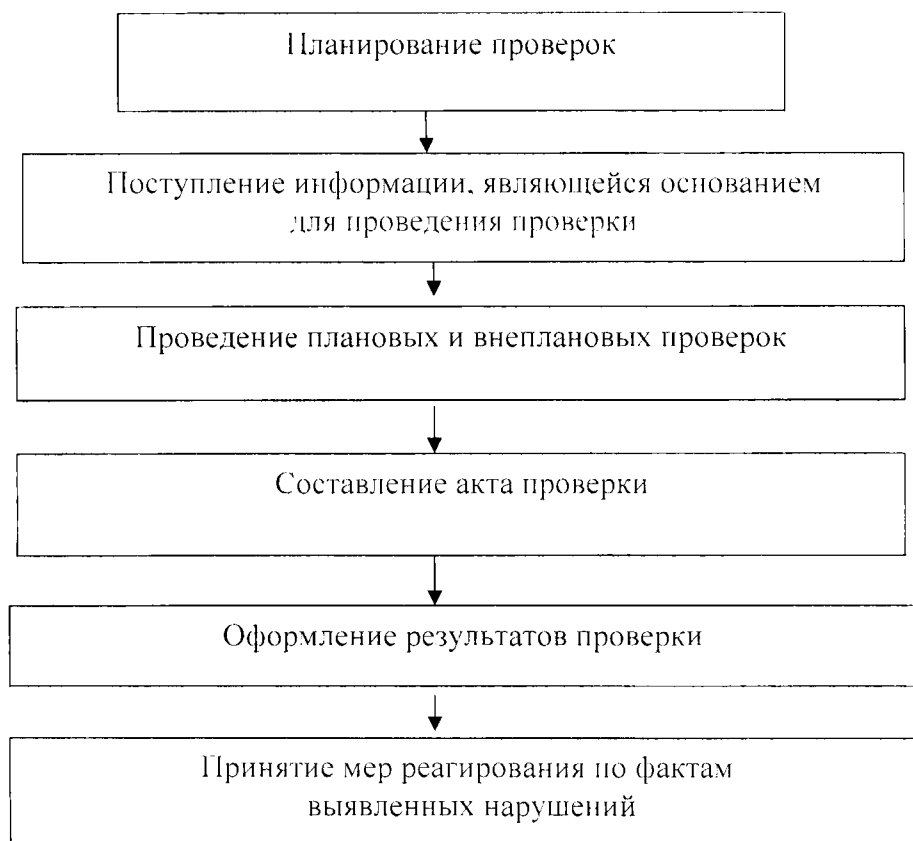 Планирование проверок
Поступление информации, являющейся основанием
для проведения проверки
Проведение плановых и внеплановых проверок
Составление акта проверки
Оформление результатов проверки
Принятие мер реагирования по фактам
выявленных нарушений